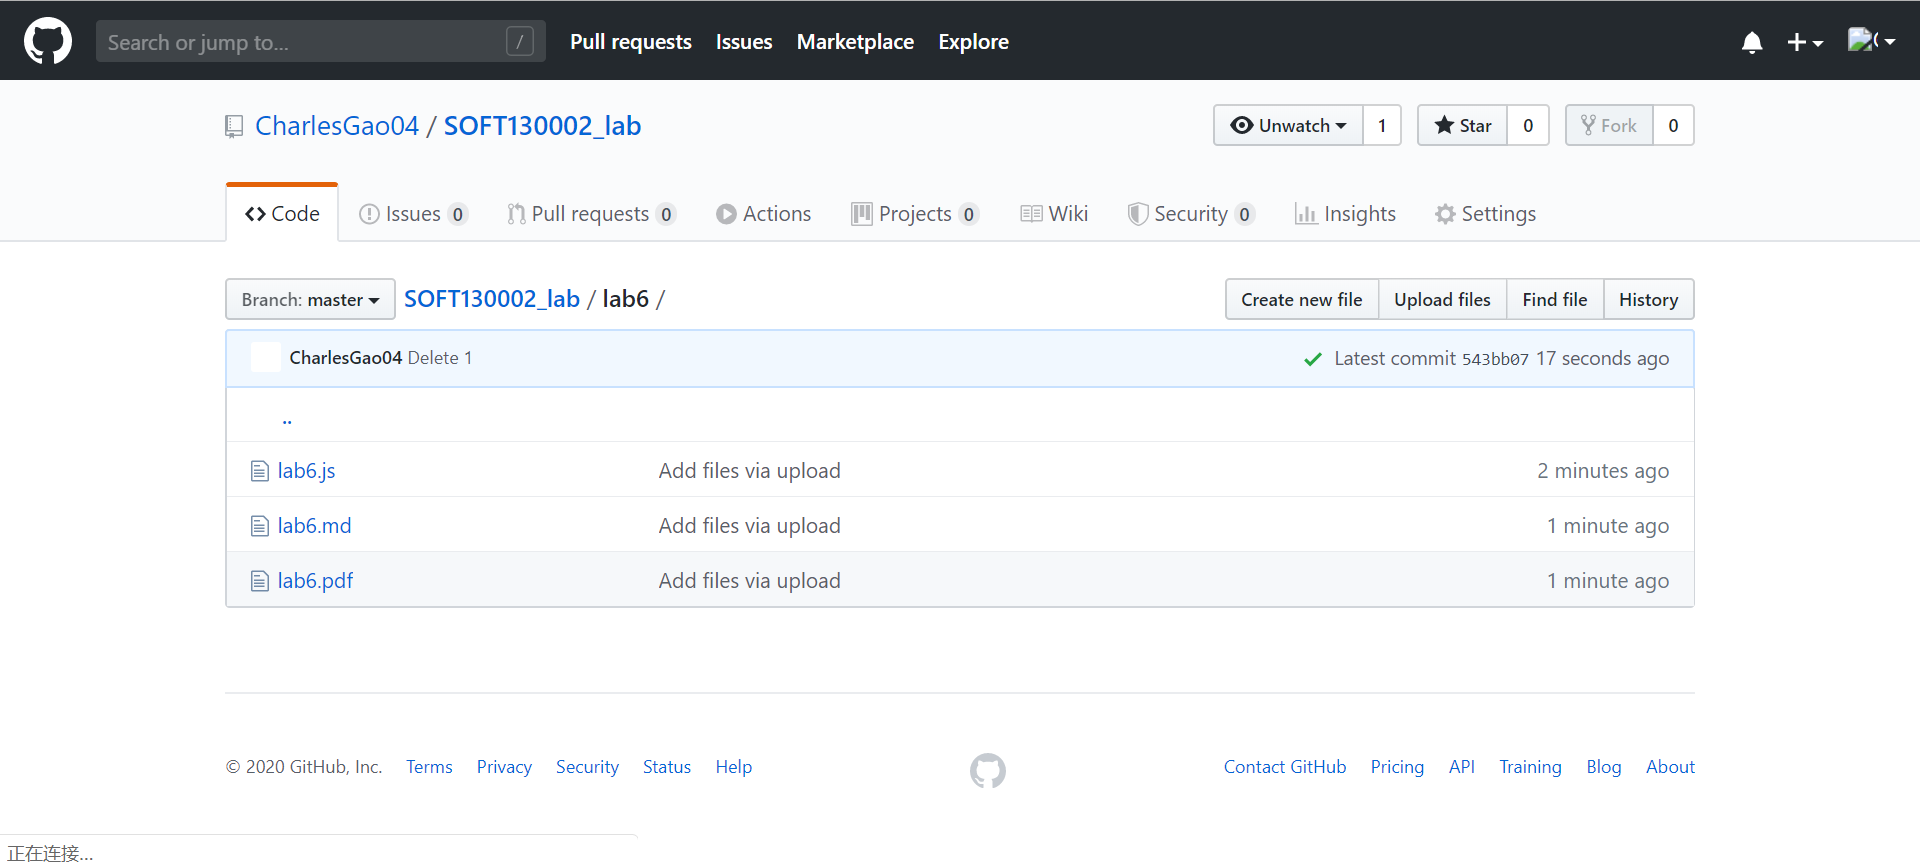 Search or jump to... / Pull requests Issues Marketplace Explore
CharlesGao04 / SOFT130002_lab Unwatch 1 Star 0 Fork 0
Code Issues 0 Pull requests 0 Actions Projects 0 Wiki Security 0 Insights Settings
Branch: master SOFT130002_lab / lab6 / Create new file Upload files Find file History
CharlesGao04 Delete 1 Latest commit 543bb07 17 seconds ago
..
lab6.js Add files via upload 2 minutes ago
lab6.md Add files via upload 1 minute ago
lab6.pdf Add files via upload 1 minute ago
© 2020 GitHub, Inc. Terms Privacy Security Status Help Contact GitHub Pricing API Training Blog About
正在连接...